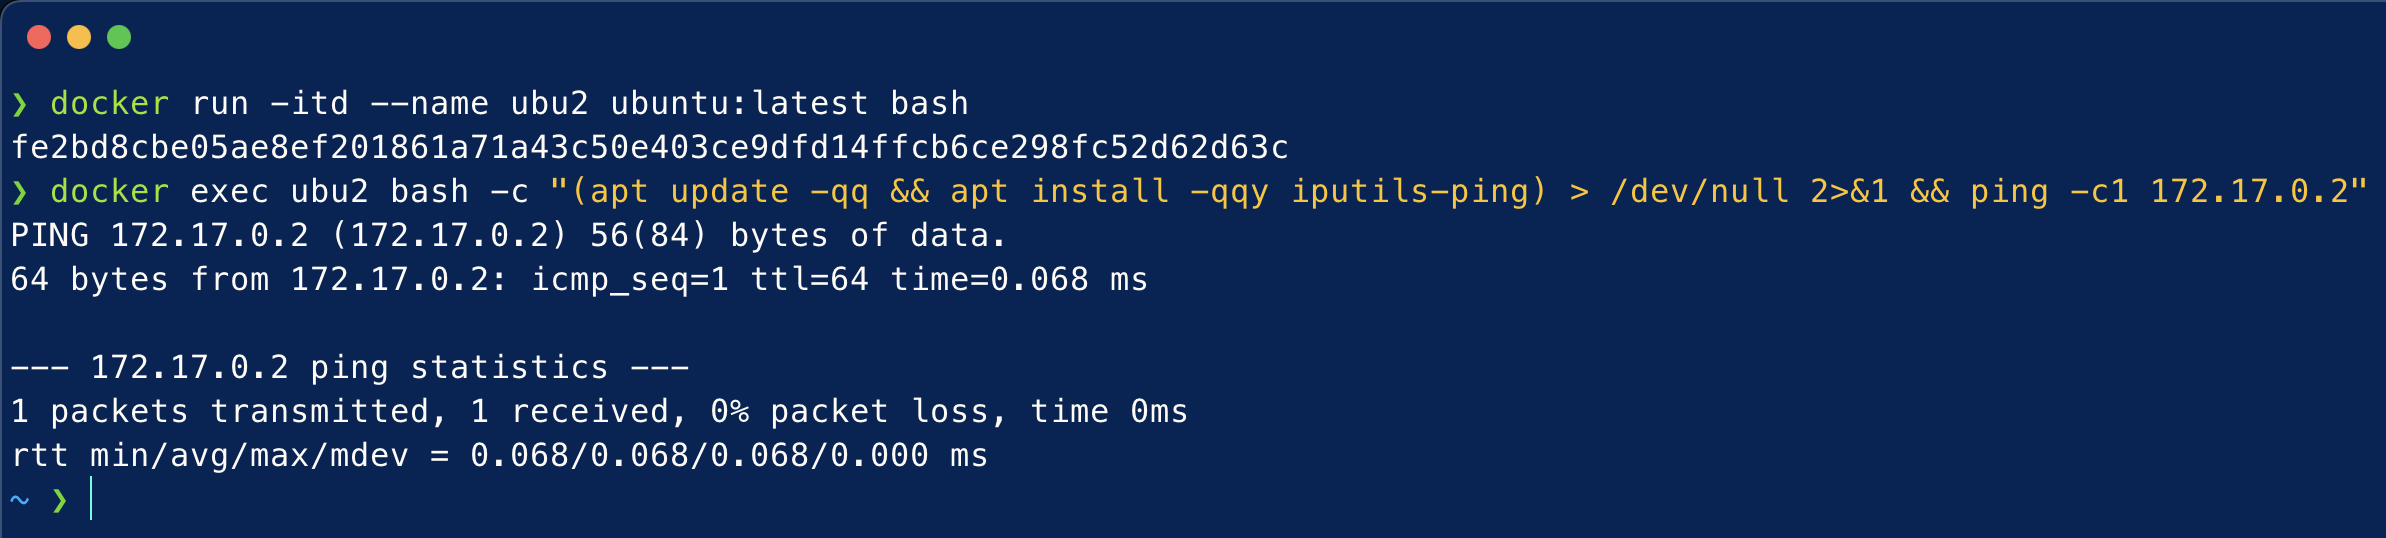 ❯ docker run -itd --name ubu2 ubuntu:latest bash
fe2bd8cbe05ae8ef201861a71a43c50e403ce9dfd14ffcb6ce298fc52d62d63c
❯ docker exec ubu2 bash -c "(apt update -qq && apt install -qqy iputils-ping) > /dev/null 2>&1 && ping -c1 172.17.0.2"
PING 172.17.0.2 (172.17.0.2) 56(84) bytes of data.
64 bytes from 172.17.0.2: icmp_seq=1 ttl=64 time=0.068 ms
--- 172.17.0.2 ping statistics ---
1 packets transmitted, 1 received, 0% packet loss, time 0ms
rtt min/avg/max/mdev = 0.068/0.068/0.068/0.000 ms
~ ❯